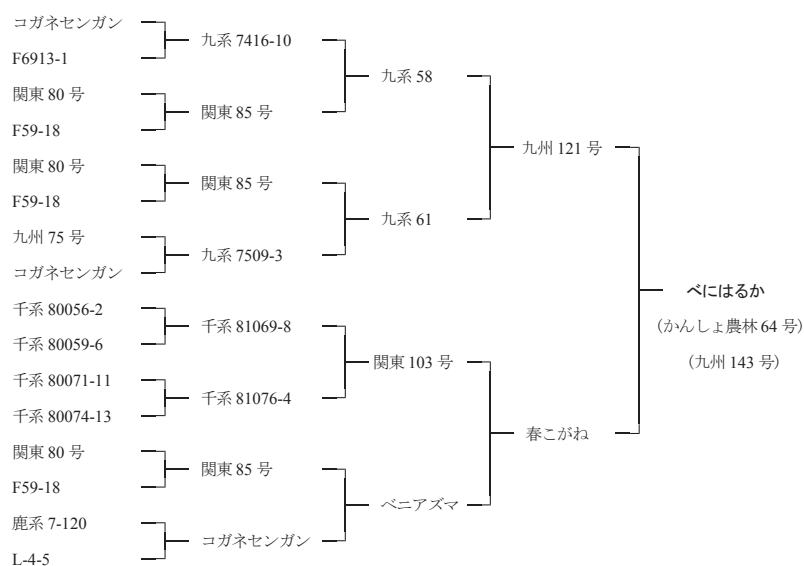 コガネセンガン
F6913-1
関東 80 号
F59-18
関東 80 号
F59-18
九州 75 号
コガネセンガン
千系 80056-2
千系 80059-6
千系 80071-11
千系 80074-13
関東 80 号
F59-18
鹿系 7-120
L-4-5
九系 7416-10
関東 85 号
関東 85 号
九系 7509-3
千系 81069-8
千系 81076-4
関東 85 号
コガネセンガン
九系 58
九系 61
関東 103 号
ベニアズマ
九州 121 号
春こがね
べにはるか
(かんしょ農林 64 号)
(九州 143 号)